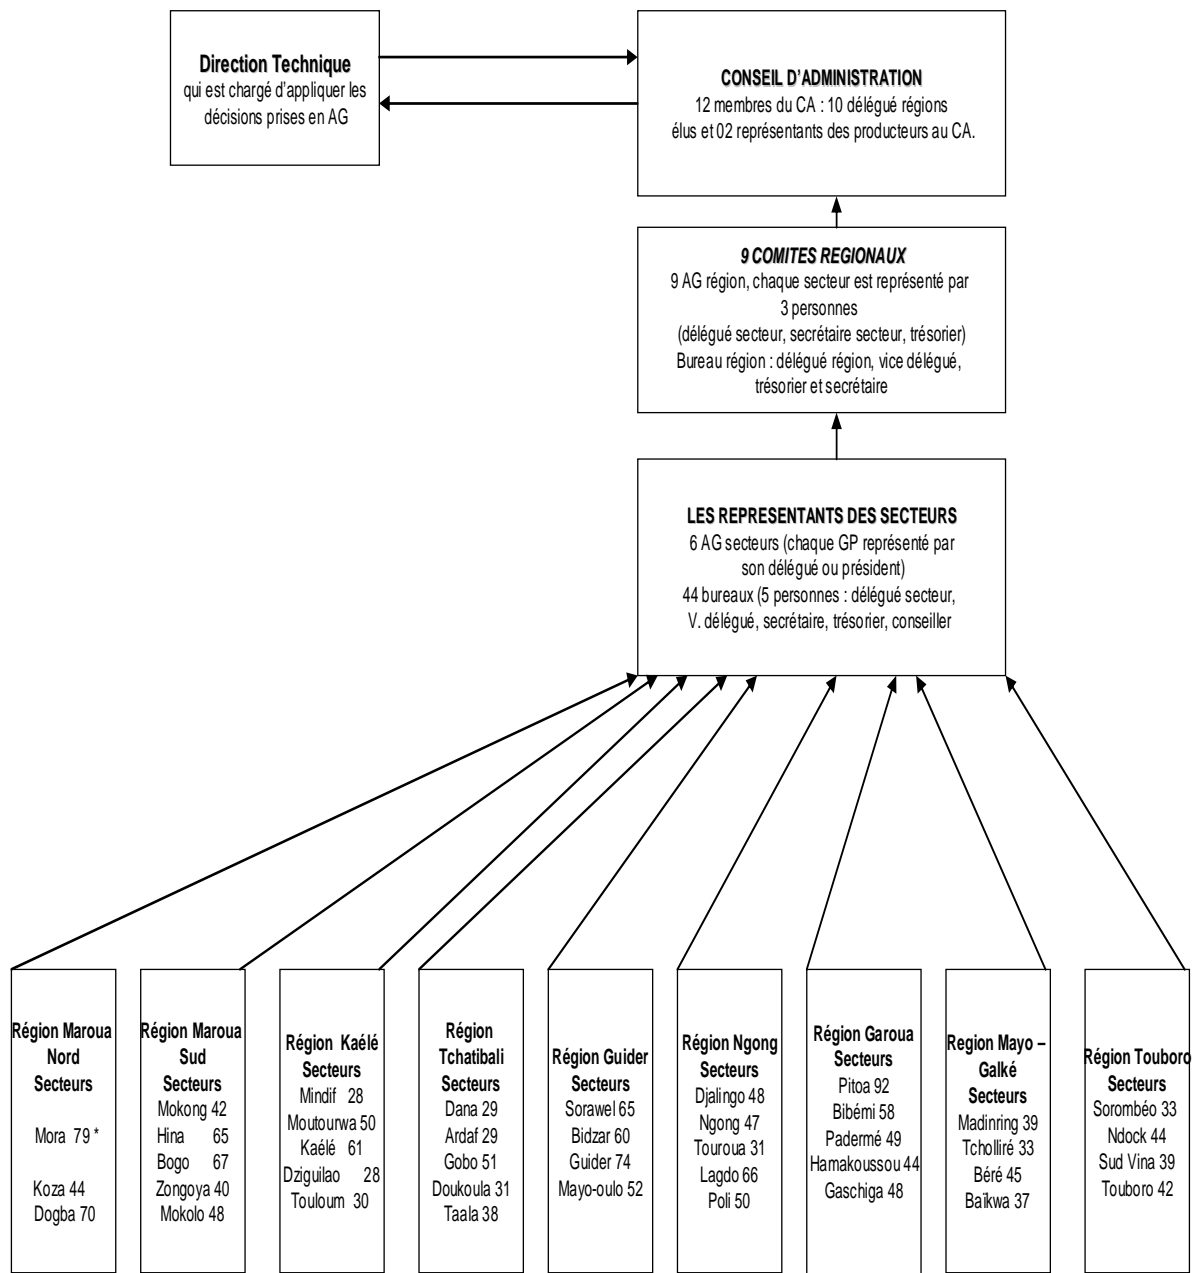 Direction Technique
qui est chargé d'appliquer les
décisions prises en AG
CONSEIL D'ADMINISTRATION
12 membres du CA : 10 délégué régions
élus et 02 représentants des producteurs au CA.
9 COMITES REGIONAUX
9 AG région, chaque secteur est représenté par
3 personnes
(délégué secteur, secrétaire secteur, trésorier)
Bureau région : délégué région, vice délégué,
trésorier et secrétaire
LES REPRESENTANTS DES SECTEURS
6 AG secteurs (chaque GP représenté par
son délégué ou président)
44 bureaux (5 personnes : délégué secteur,
V. délégué, secrétaire, trésorier, conseiller
Région Maroua
Nord
Secteurs
Mora 79 *
Koza 44
Dogba 70
Région Maroua
Sud
Secteurs
Mokong 42
Hina 65
Bogo 67
Zongoya 40
Mokolo 48
Région Kaélé
Secteurs
Mindif 28
Moutourwa 50
Kaélé 61
Dziguilao 28
Touloum 30
Région
Tchatibali
Secteurs
Dana 29
Ardaf 29
Gobo 51
Doukoula 31
Taala 38
Région Guider
Secteurs
Sorawel 65
Bidzar 60
Guider 74
Mayo-oulo 52
Région Ngong
Secteurs
Djalingo 48
Ngong 47
Touroua 31
Lagdo 66
Poli 50
Région Garoua
Secteurs
Pitoa 92
Bibémi 58
Padermé 49
Hamakoussou 44
Gaschiga 48
Region Mayo –
Galké
Secteurs
Madinring 39
Tcholliré 33
Béré 45
Baïkwa 37
Région Touboro
Secteurs
Sorombéo 33
Ndock 44
Sud Vina 39
Touboro 42